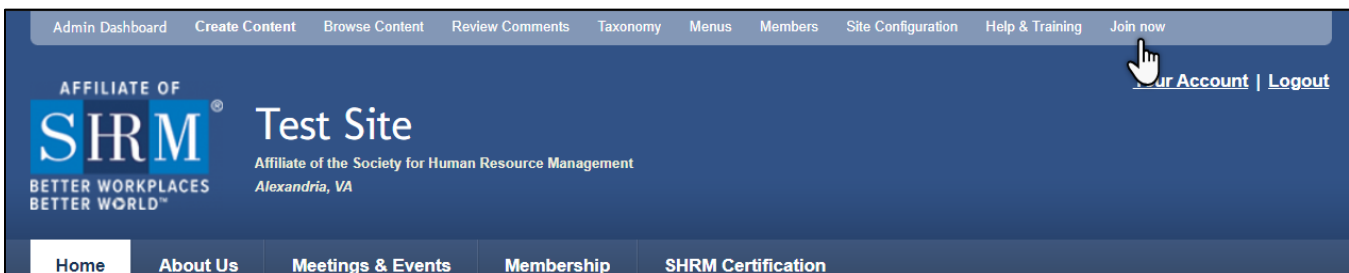 Admin Dashboard Create Content Browse Content Review Comments Taxonomy Menus Members Site Configuration Help & Training Join now
Account | Logout
AFFILIATE OF
SHRM®
BETTER WORKPLACES
BETTER WORLD™
Test Site
Affiliate of the Society for Human Resource Management
Alexandria, VA
Home About Us Meetings & Events Membership SHRM Certification